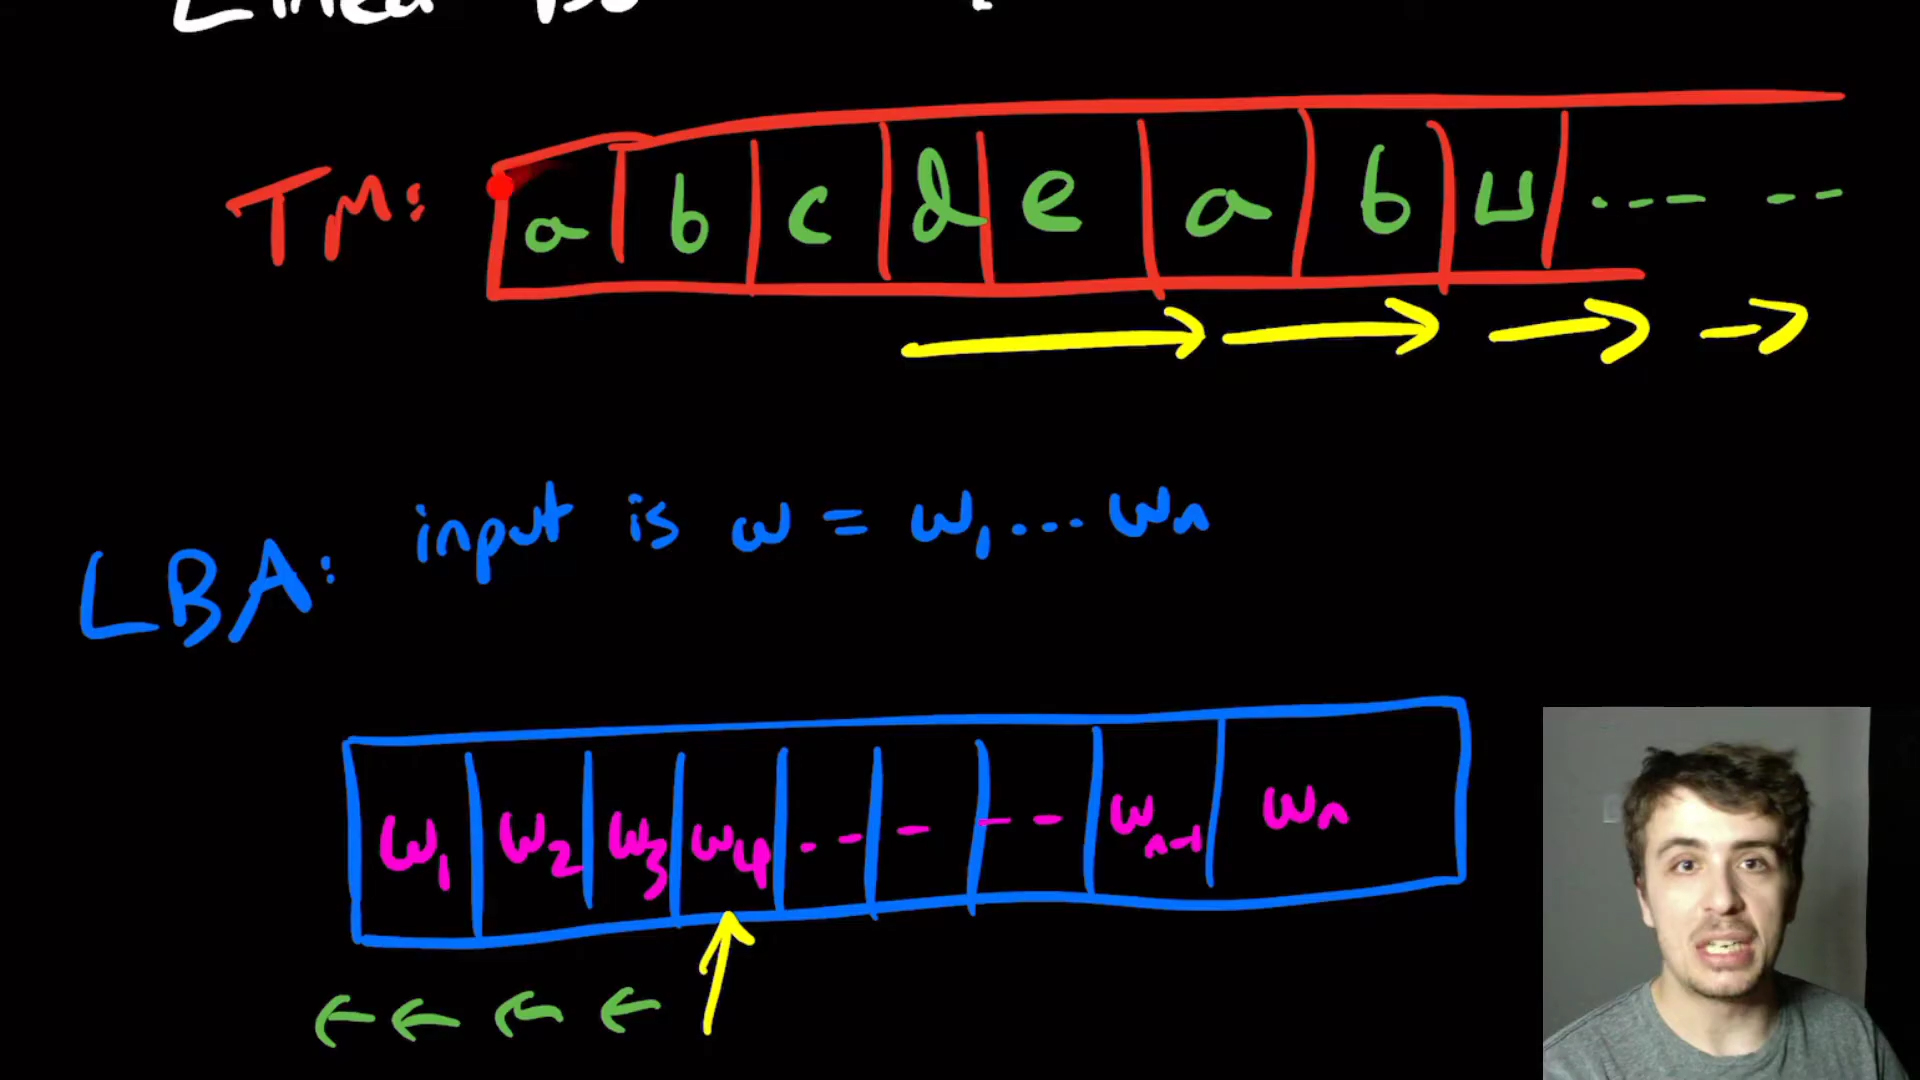 TM: a b c d e a b ⊔ --- --
LBA: input is w = w₁... wₙ
w₁ w₂ w₃ w₄ . - - - - - wₙ₋₁ wₙ